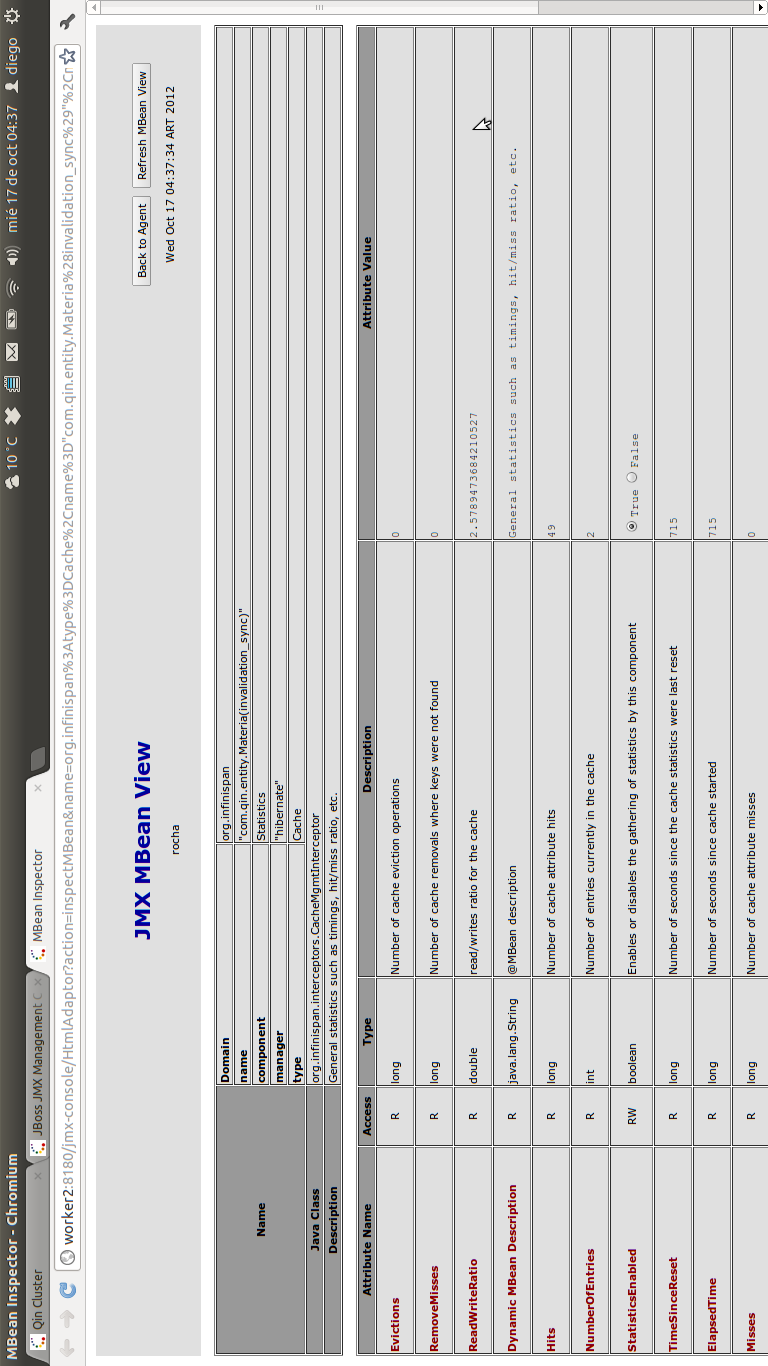 MBean Inspector - Chromium
10 °C mié 17 de oct 04:37 diego
Qin Cluster × JBoss JMX Management C × MBean Inspector ×
worker2:8180/jmx-console/HtmlAdaptor?action=inspectMBean&name=org.infinispan%3Atype%3DCache%2Cname%3D"com.qin.entity.Materia%28invalidation_sync%29"%2Cr
JMX MBean View
Back to Agent Refresh MBean View
rocha
Wed Oct 17 04:37:34 ART 2012
Name
Domain org.infinispan
name "com.qin.entity.Materia(invalidation_sync)"
component Statistics
manager "hibernate"
type Cache
Java Class org.infinispan.interceptors.CacheMgmtInterceptor
Description General statistics such as timings, hit/miss ratio, etc.
Attribute Name Access Type Description Attribute Value
Evictions R long Number of cache eviction operations 0
RemoveMisses R long Number of cache removals where keys were not found 0
ReadWriteRatio R double read/writes ratio for the cache 2.5789473684210527
Dynamic MBean Description R java.lang.String @MBean description General statistics such as timings, hit/miss ratio, etc.
Hits R long Number of cache attribute hits 49
NumberOfEntries R int Number of entries currently in the cache 2
StatisticsEnabled RW boolean Enables or disables the gathering of statistics by this component True False
TimeSinceReset R long Number of seconds since the cache statistics were last reset 715
ElapsedTime R long Number of seconds since cache started 715
Misses R long Number of cache attribute misses 0